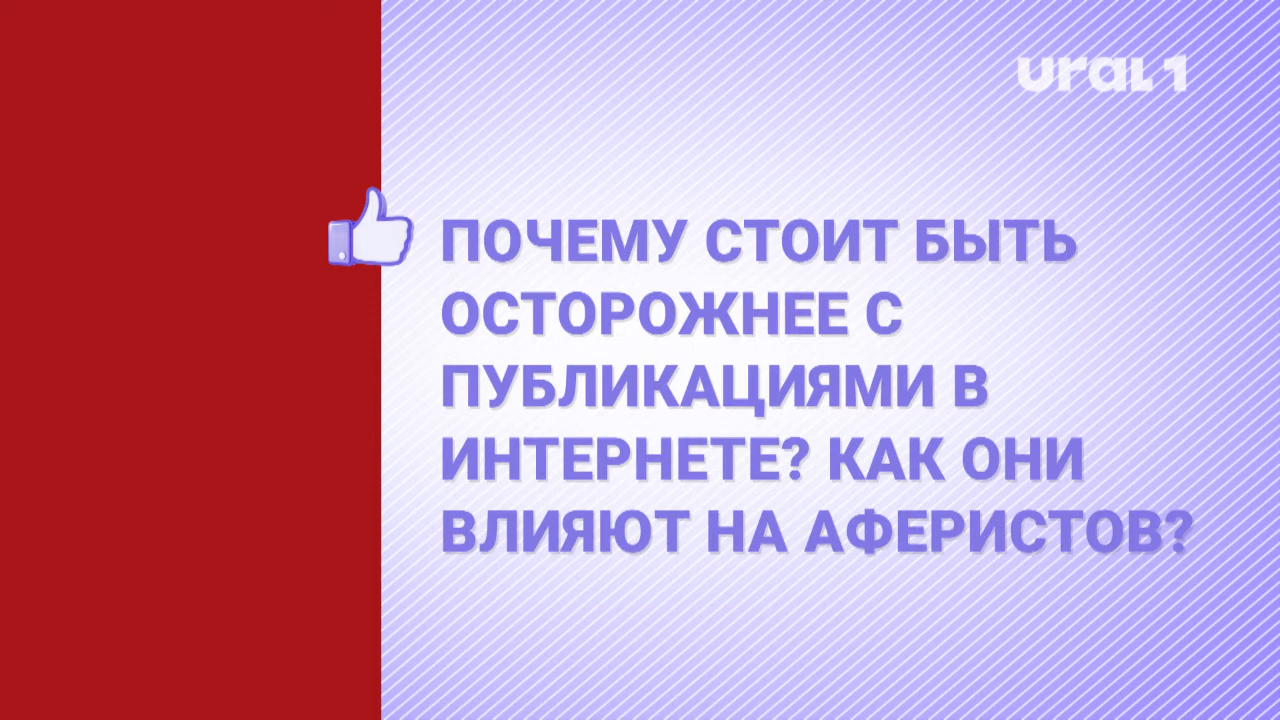 ural 1
ПОЧЕМУ СТОИТ БЫТЬ
ОСТОРОЖНЕЕ С
ПУБЛИКАЦИЯМИ В
ИНТЕРНЕТЕ? КАК ОНИ
ВЛИЯЮТ НА АФЕРИСТОВ?